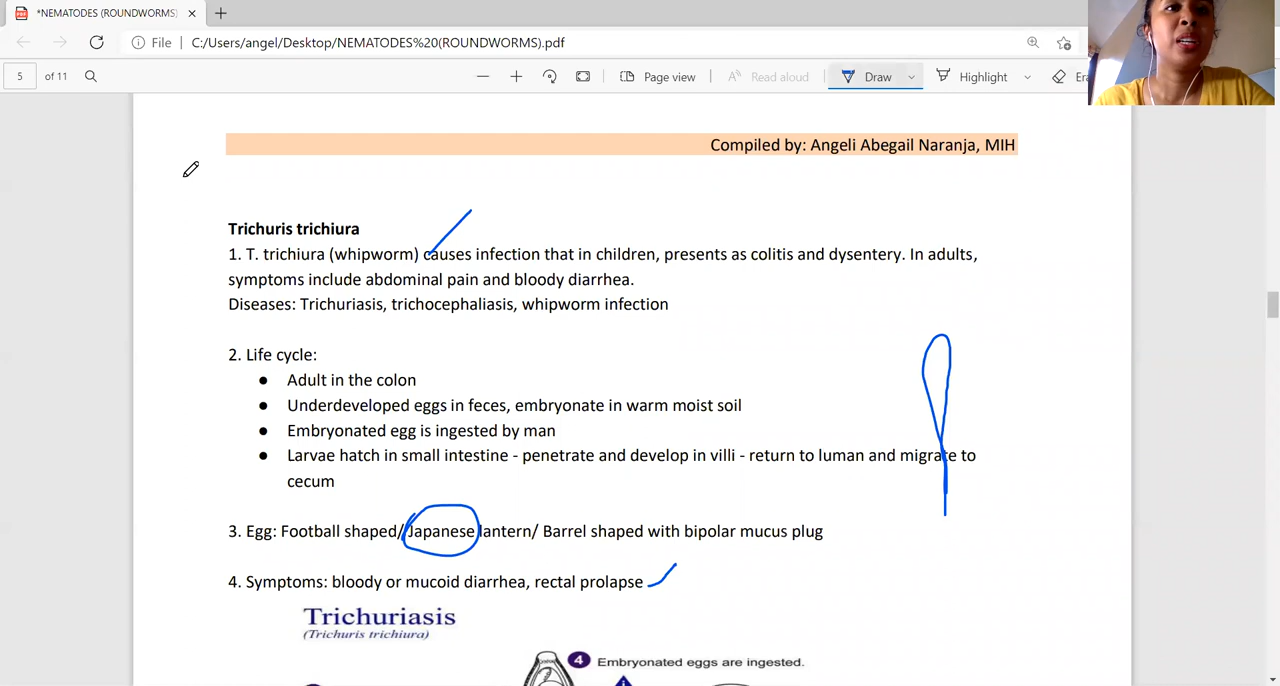 *NEMATODES (ROUNDWORMS)
File
C:/Users/angel/Desktop/NEMATODES%20(ROUNDWORMS).pdf
5 of 11
Page view
Read aloud
Draw
Highlight
Compiled by: Angeli Abegail Naranja, MIH
Trichuris trichiura
1. T. trichiura (whipworm) causes infection that in children, presents as colitis and dysentery. In adults,
symptoms include abdominal pain and bloody diarrhea.
Diseases: Trichuriasis, trichocephaliasis, whipworm infection
2. Life cycle:
● Adult in the colon
● Underdeveloped eggs in feces, embryonate in warm moist soil
● Embryonated egg is ingested by man
● Larvae hatch in small intestine - penetrate and develop in villi - return to luman and migrate to
cecum
3. Egg: Football shaped/ Japanese lantern/ Barrel shaped with bipolar mucus plug
4. Symptoms: bloody or mucoid diarrhea, rectal prolapse
Trichuriasis
(Trichuris trichiura)
4 Embryonated eggs are ingested.